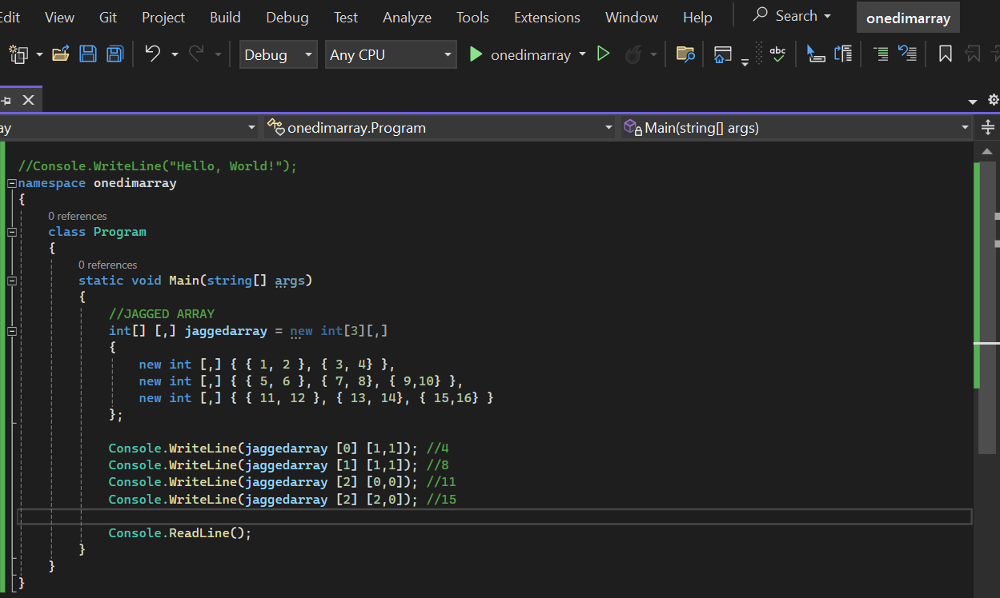 Edit View Git Project Build Debug Test Analyze Tools Extensions Window Help Search onedimarray
Debug Any CPU onedimarray abc
ay onedimarray.Program Main(string[] args)
//Console.WriteLine("Hello, World!");
namespace onedimarray
{
0 references
class Program
{
0 references
static void Main(string[] args)
{
//JAGGED ARRAY
int[] [,] jaggedarray = new int[3][,]
{
new int [,] { { 1, 2 }, { 3, 4} },
new int [,] { { 5, 6 }, { 7, 8}, { 9,10} },
new int [,] { { 11, 12 }, { 13, 14}, { 15,16} }
};
Console.WriteLine(jaggedarray [0] [1,1]); //4
Console.WriteLine(jaggedarray [1] [1,1]); //8
Console.WriteLine(jaggedarray [2] [0,0]); //11
Console.WriteLine(jaggedarray [2] [2,0]); //15
Console.ReadLine();
}
}
}